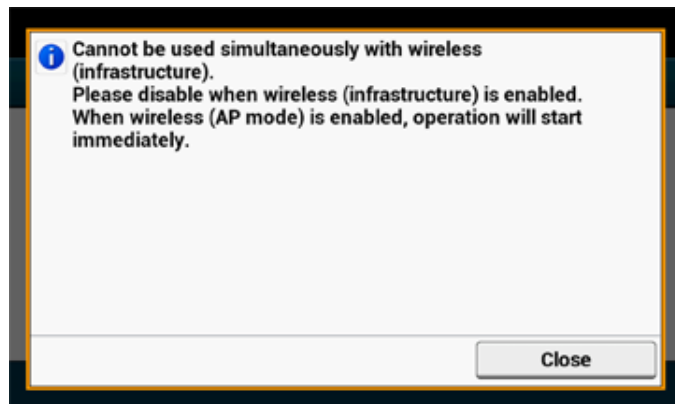 Cannot be used simultaneously with wireless
(infrastructure).
Please disable when wireless (infrastructure) is enabled.
When wireless (AP mode) is enabled, operation will start
immediately.
Close